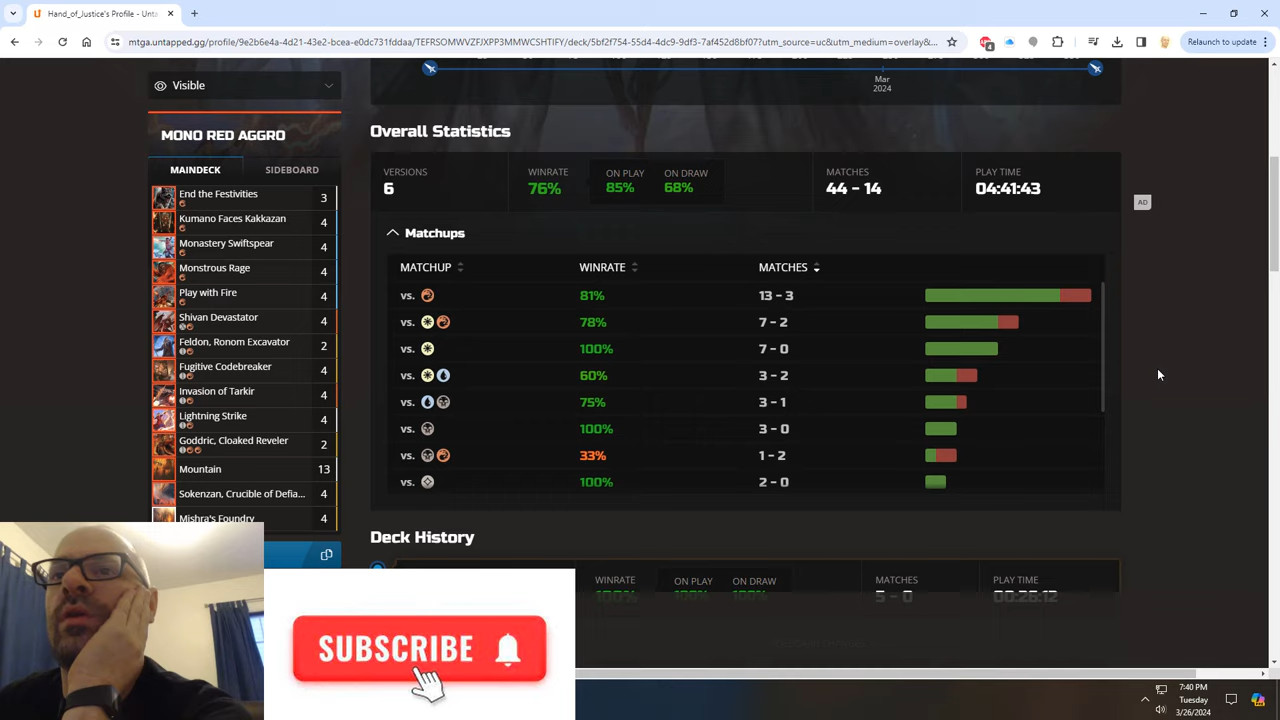 Hand_of_Justice's Profile - Unta
mtga.untapped.gg/profile/9e2b6e4a-4d21-43e2-bcea-e0dc731fddaa/TEFRSOMWVZFJXPP3MMWCSHTIFY/deck/5bf2f754-55d4-4dc9-9df3-7af452d8bf07?utm_source=uc&utm_medium=overlay&...
4
Relaunch to update
Visible
Mar
2024
MONO RED AGGRO
MAINDECK
SIDEBOARD
End the Festivities 3
Kumano Faces Kakkazan 4
Monastery Swiftspear 4
Monstrous Rage 4
Play with Fire 4
Shivan Devastator 4
Feldon, Ronom Excavator 2
Fugitive Codebreaker 4
Invasion of Tarkir 4
Lightning Strike 4
Goddric, Cloaked Reveler 2
Mountain 13
Sokenzan, Crucible of Defia... 4
Mishra's Foundry 4
Overall Statistics
VERSIONS
6
WINRATE
76%
ON PLAY
85%
ON DRAW
68%
MATCHES
44 - 14
PLAY TIME
04:41:43
AD
Matchups
MATCHUP WINRATE MATCHES
vs. 81% 13 - 3
vs. 78% 7 - 2
vs. 100% 7 - 0
vs. 60% 3 - 2
vs. 75% 3 - 1
vs. 100% 3 - 0
vs. 33% 1 - 2
vs. 100% 2 - 0
Deck History
WINRATE
100%
ON PLAY
100%
ON DRAW
100%
MATCHES
5 - 0
PLAY TIME
00:28:12
SUBSCRIBE
7:40 PM
Tuesday
3/26/2024